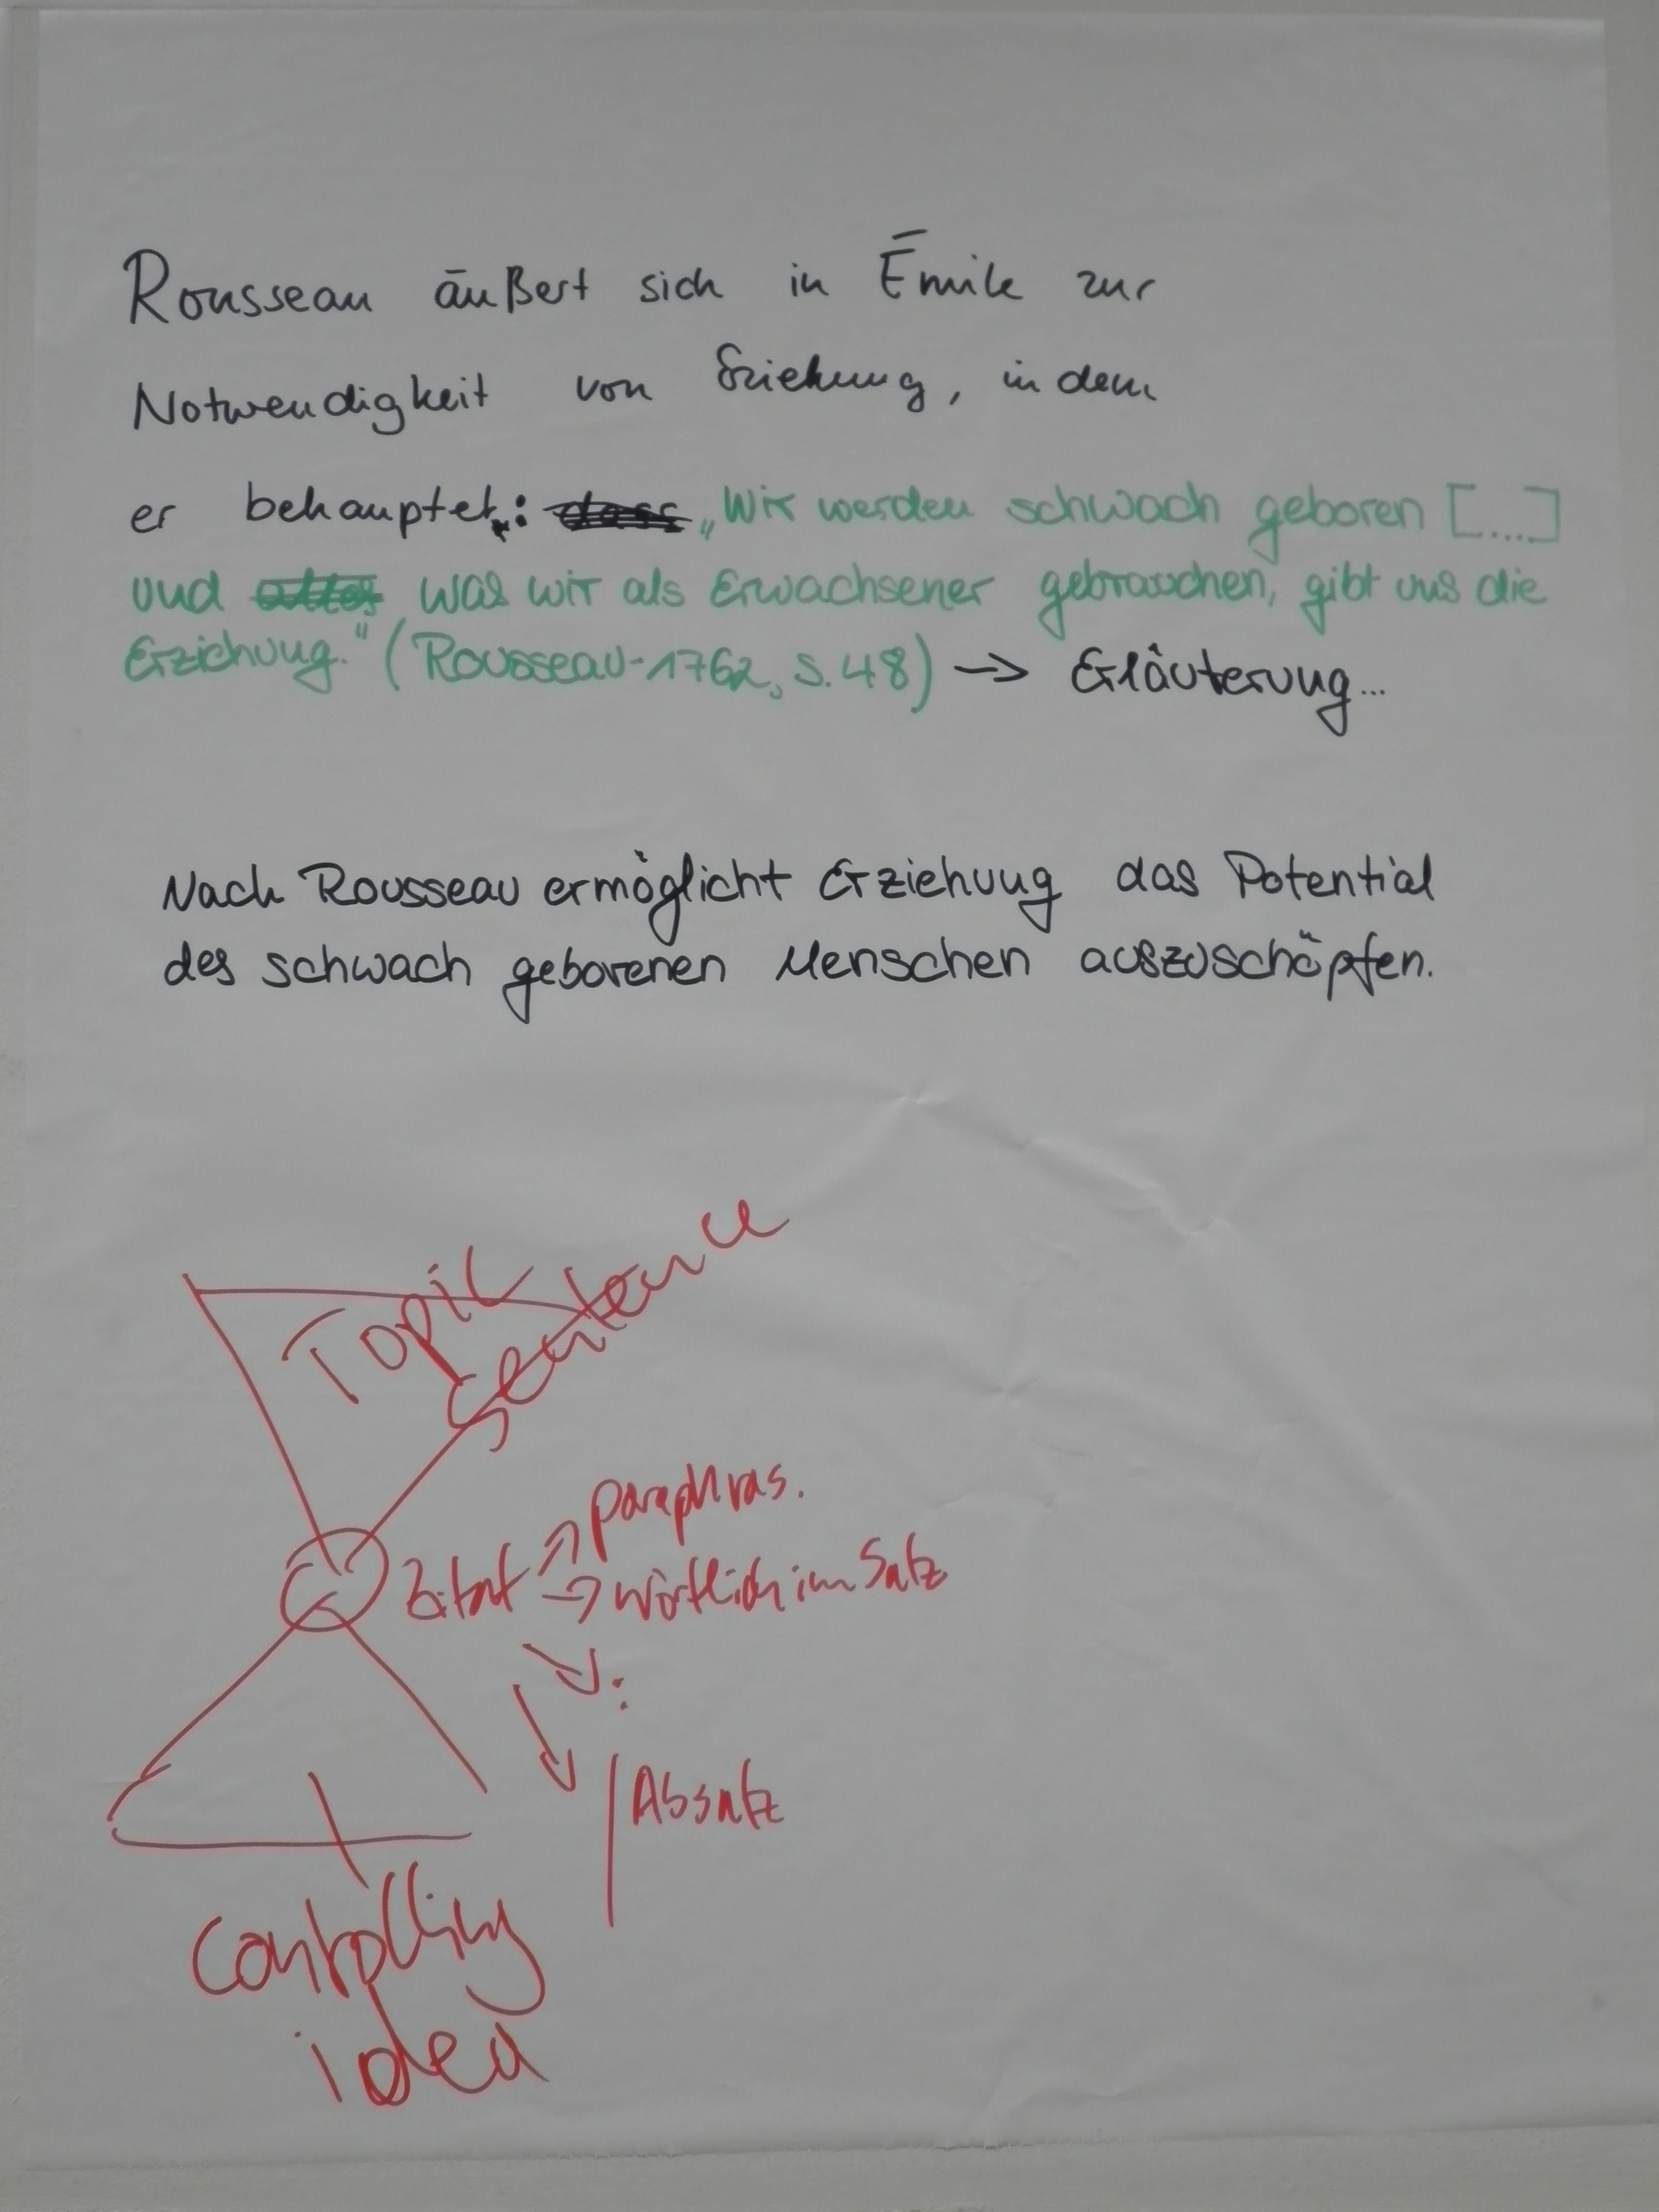 Rousseau äußert sich in Émile zur
Notwendigkeit von Erziehung, in dem
er behauptet: dass „Wir werden schwach geboren [....]
und alles was wir als Erwachsener gebrauchen, gibt uns die
Erziehung." (Rousseau 1762, S. 48) → Erläuterung...
Nach Rousseau ermöglicht Erziehung das Potential
des schwach geborenen Menschen auszuschöpfen.
Topic
Sentence
Zitat → paraphras.
→ wörtlich im Satz
→ :
→ | Absatz
Controlling
idea